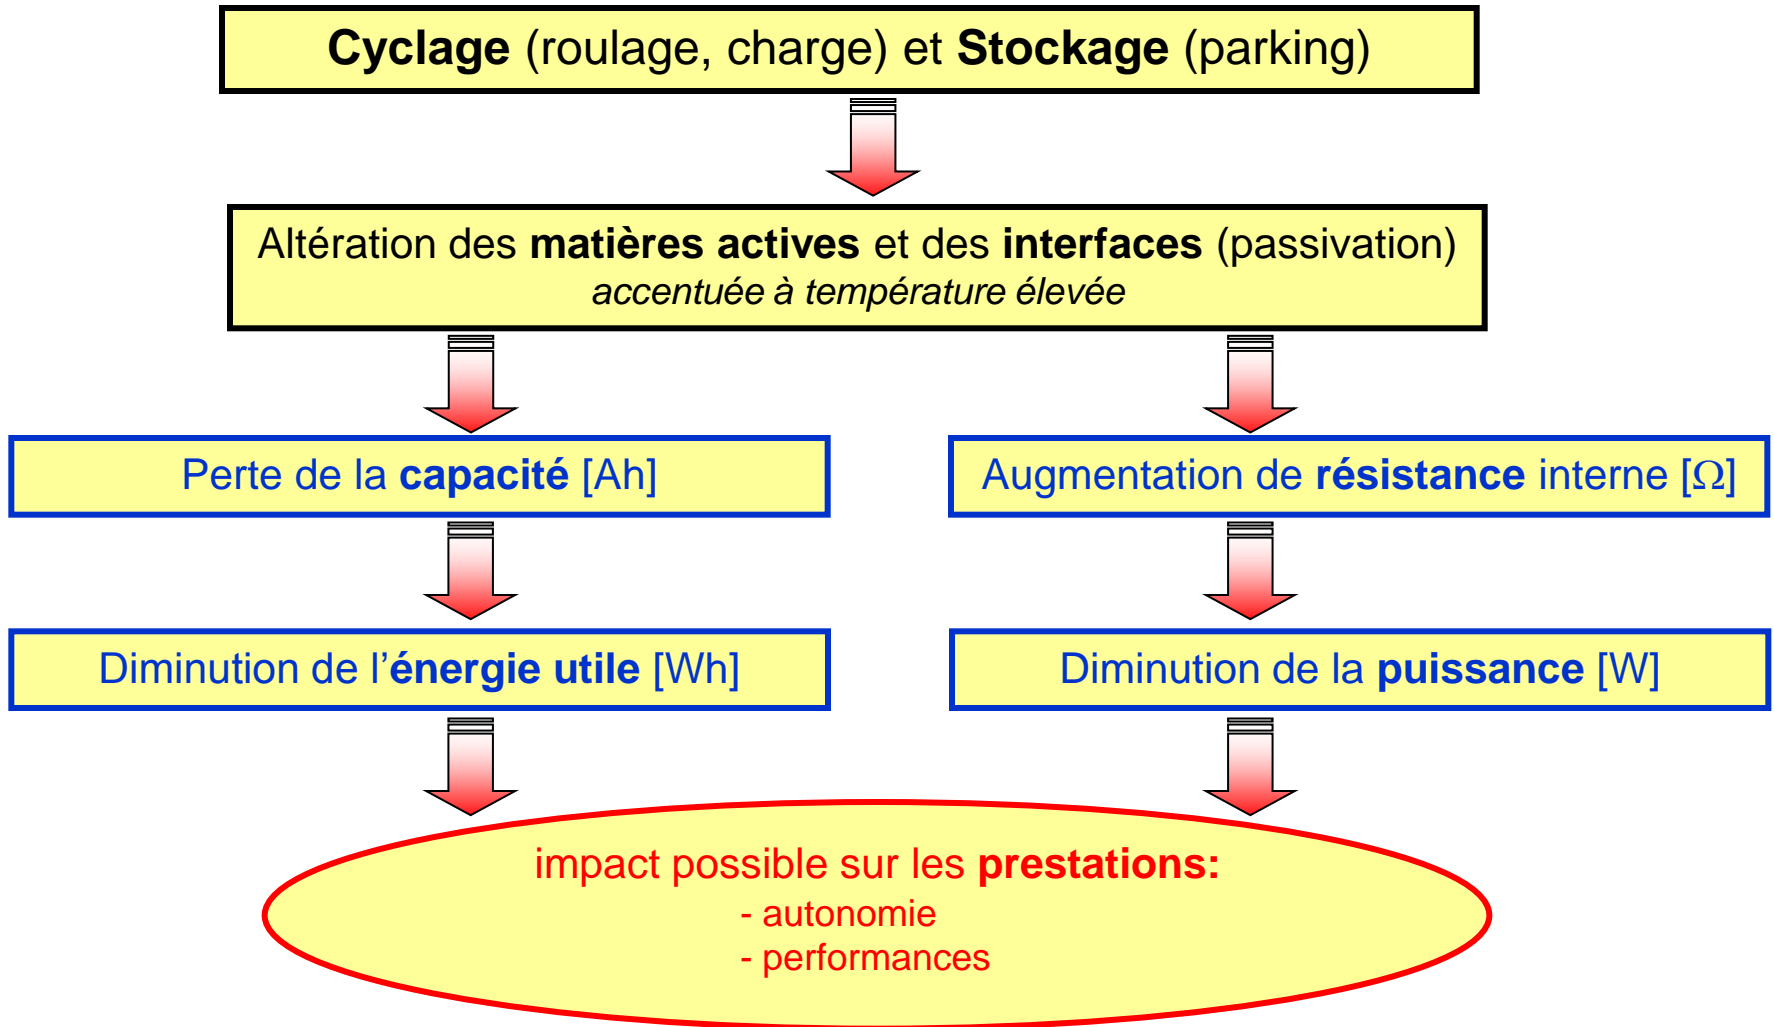 Cyclage (roulage, charge) et Stockage (parking)
Altération des matières actives et des interfaces (passivation)
accentuée à température élevée
Perte de la capacité [Ah]
Augmentation de résistance interne [Ω]
Diminution de l’énergie utile [Wh]
Diminution de la puissance [W]
impact possible sur les prestations:
- autonomie
- performances